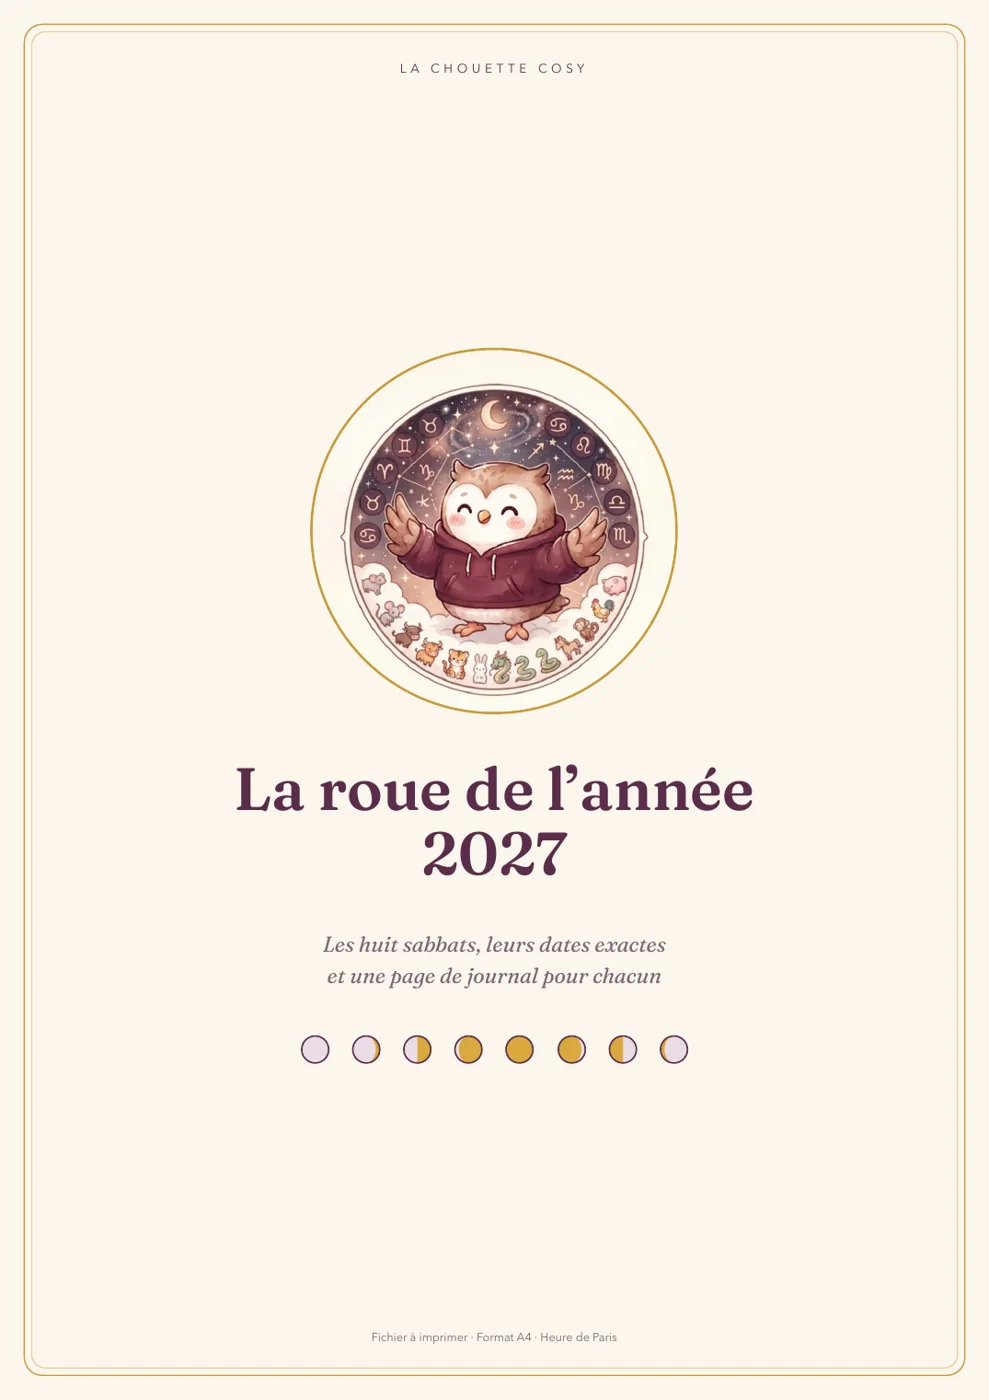 LA CHOUETTE COSY
La roue de l’année
2027
Les huit sabbats, leurs dates exactes
et une page de journal pour chacun
Fichier à imprimer · Format A4 · Heure de Paris